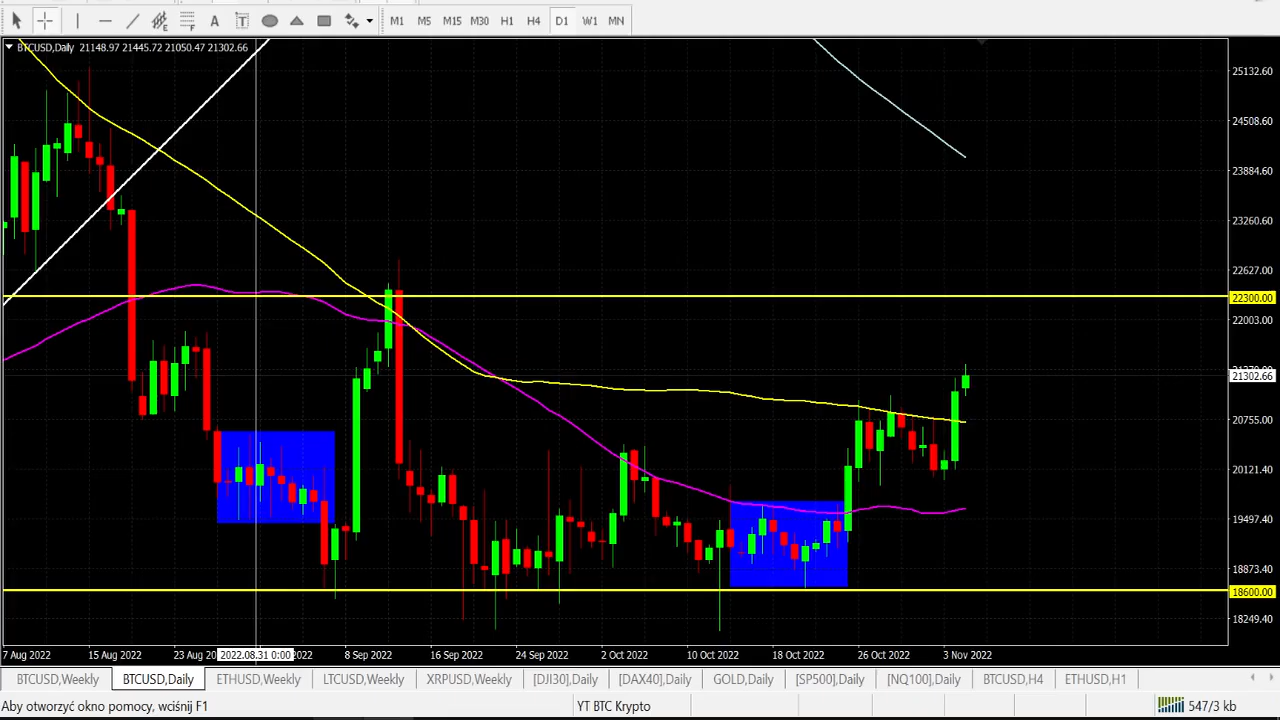 A T M1 M5 M15 M30 H1 H4 D1 W1 MN
BTCUSD,Daily 21148.97 21445.72 21050.47 21302.66
25132.60
24508.60
23884.60
23260.60
22627.00
22300.00
22003.00
21302.66
20755.00
20121.40
19497.40
18873.40
18600.00
18249.40
7 Aug 2022 15 Aug 2022 23 Aug 20 2022.08.31 0:00 2022 8 Sep 2022 16 Sep 2022 24 Sep 2022 2 Oct 2022 10 Oct 2022 18 Oct 2022 26 Oct 2022 3 Nov 2022
BTCUSD,Weekly BTCUSD,Daily ETHUSD,Weekly LTCUSD,Weekly XRPUSD,Weekly [DJI30],Daily [DAX40],Daily GOLD,Daily [SP500],Daily [NQ100],Daily BTCUSD,H4 ETHUSD,H1
Aby otworzyć okno pomocy, wciśnij F1 YT BTC Krypto 547/3 kb